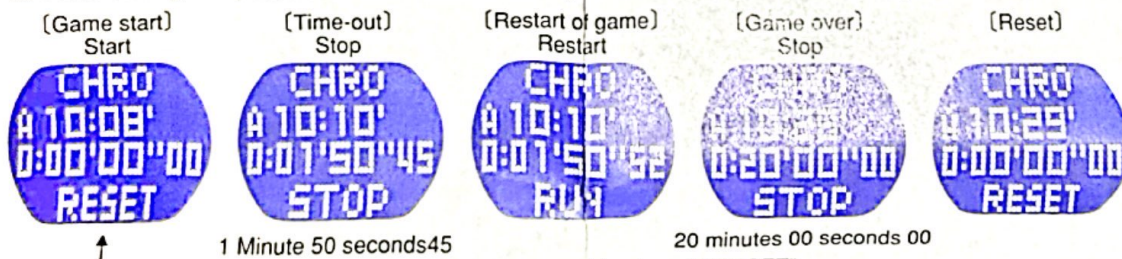 [Game start] [Time-out] [Restart of game] [Game over] [Reset]
Start Stop Restart Stop
CHRO CHRO CHRO CHRO
A 10:08' A 10:10' A 10:10' A 10:29'
0:00'00"00 0:01'50"45 0:01'50"52 0:20'00"00 0:00'00"00
RESET STOP RUN STOP RESET
1 Minute 50 seconds45 20 minutes 00 seconds 00